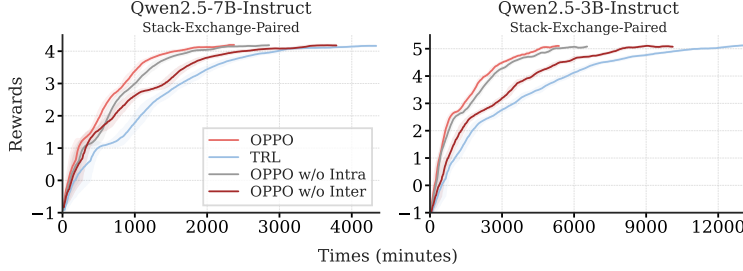 Qwen2.5-7B-Instruct
Stack-Exchange-Paired
Qwen2.5-3B-Instruct
Stack-Exchange-Paired
Rewards
4
3
2
1
0
−1
0 1000 2000 3000 4000
OPPO
TRL
OPPO w/o Intra
OPPO w/o Inter
5
4
3
2
1
0
−1
0 3000 6000 9000 12000
Times (minutes)